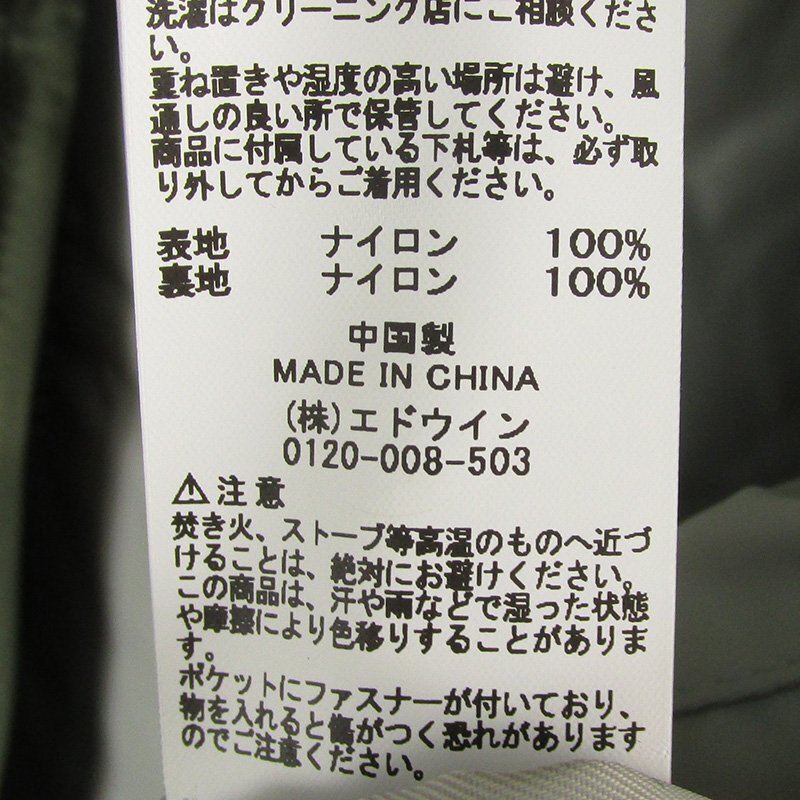 洗濯はクリーニング店にご相談くださ
い。
重ね置きや湿度の高い場所は避け、風
通しの良い所で保管してください。
商品に付属している下札等は、必ず取
り外してからご着用ください。
表地 ナイロン 100%
裏地 ナイロン 100%
中国製
MADE IN CHINA
(株)エドウイン
0120-008-503
⚠注意
焚き火、ストーブ等高温のものへ近づ
けることは、絶対にお避けください。
この商品は、汗や雨などで湿った状態
や摩擦により色移りすることがありま
す。
ポケットにファスナーが付いており、
物を入れると傷がつく恐れがあります
のでご注意ください。